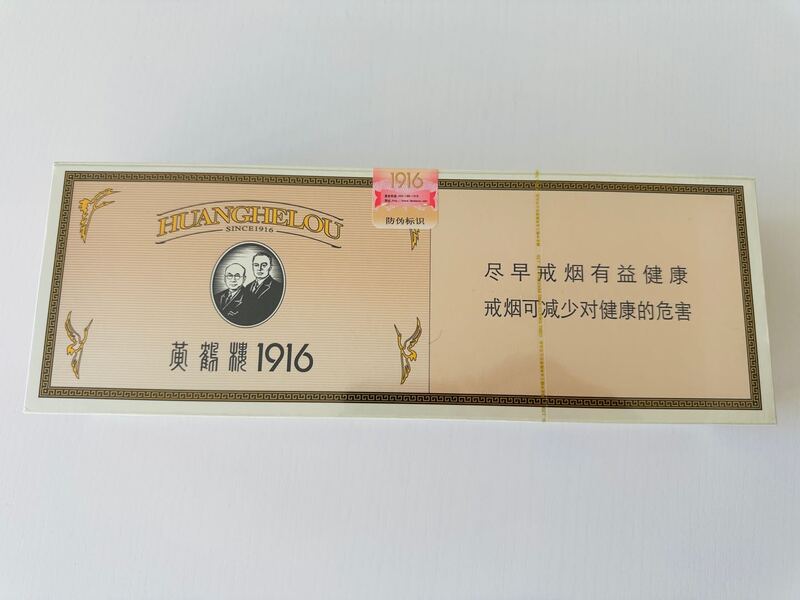 1916
防伪标识
HUANGHELOU
SINCE1916
黄鹤楼1916
尽早戒烟有益健康
戒烟可减少对健康的危害